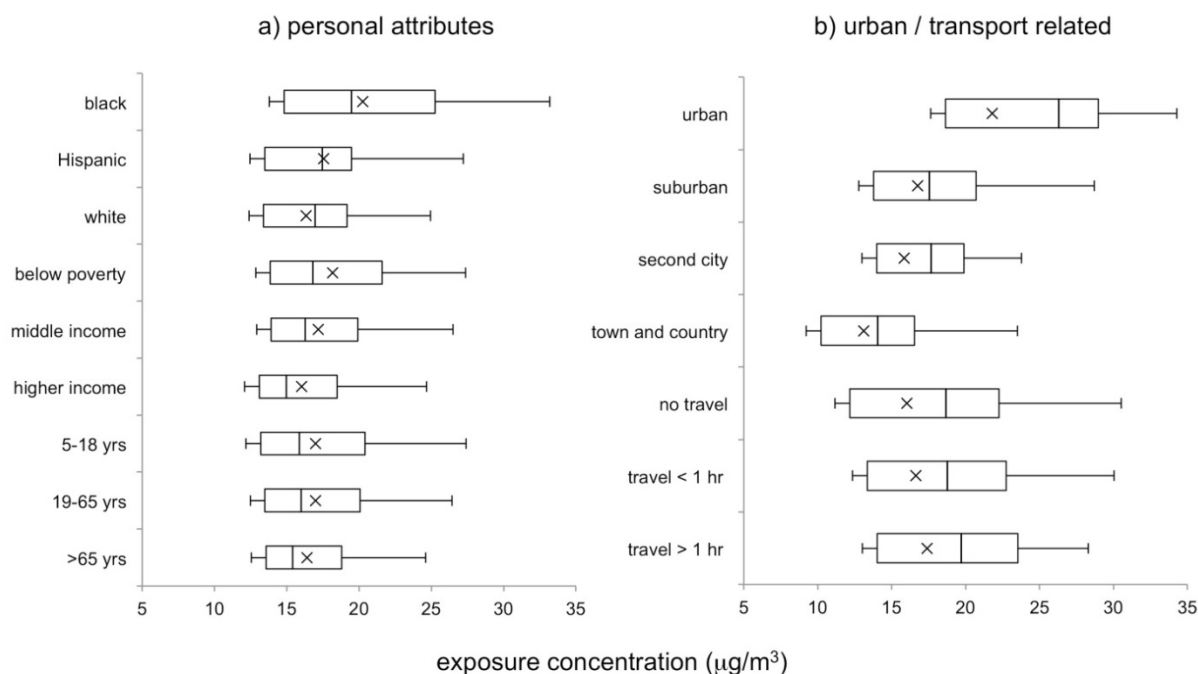 a) personal attributes
black
Hispanic
white
below poverty
middle income
higher income
5-18 yrs
19-65 yrs
>65 yrs
5 10 15 20 25 30 35
b) urban / transport related
urban
suburban
second city
town and country
no travel
travel < 1 hr
travel > 1 hr
5 10 15 20 25 30 35
exposure concentration (μg/m³)